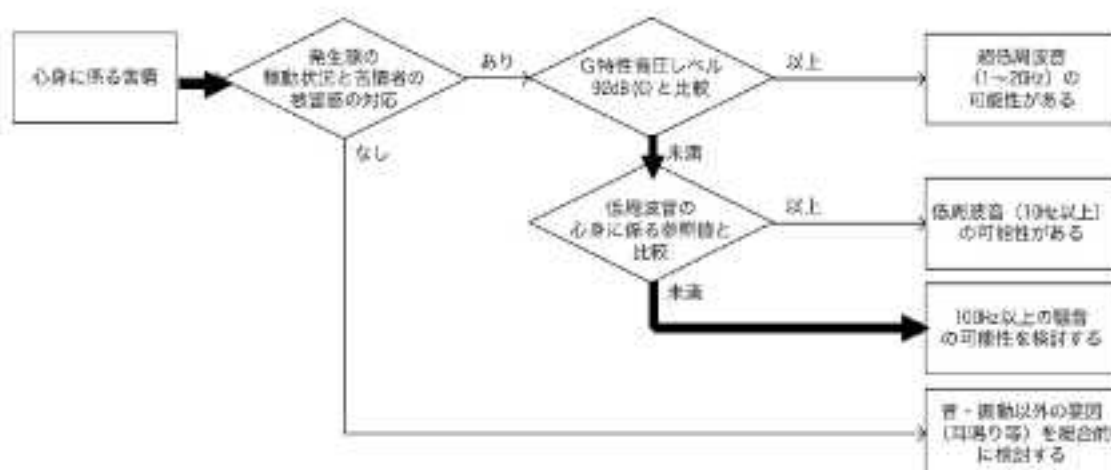 心身に係る苦情
発生源の
稼動状況と苦情者の
被害感の対応
あり
なし
G特性音圧レベル
92dB(G)と比較
以上
未満
超低周波音
(1～20Hz)の
可能性がある
低周波音の
心身に係る参照値と
比較
以上
未満
低周波音(10Hz以上)
の可能性がある
100Hz以上の騒音
の可能性を検討する
音・振動以外の要因
(耳鳴り等)を総合的
に検討する